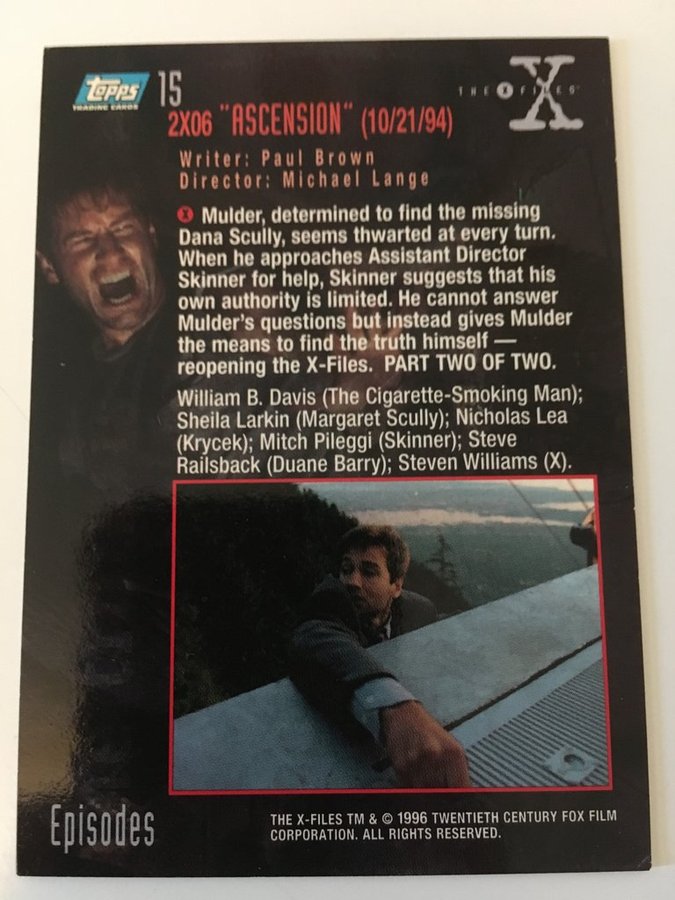 Topps
TRADING CARDS
15
THE X FILES
X
2X06 "ASCENSION" (10/21/94)
Writer: Paul Brown
Director: Michael Lange
X Mulder, determined to find the missing
Dana Scully, seems thwarted at every turn.
When he approaches Assistant Director
Skinner for help, Skinner suggests that his
own authority is limited. He cannot answer
Mulder's questions but instead gives Mulder
the means to find the truth himself —
reopening the X-Files. PART TWO OF TWO.
William B. Davis (The Cigarette-Smoking Man);
Sheila Larkin (Margaret Scully); Nicholas Lea
(Krycek); Mitch Pileggi (Skinner); Steve
Railsback (Duane Barry); Steven Williams (X).
Episodes
THE X-FILES TM & © 1996 TWENTIETH CENTURY FOX FILM
CORPORATION. ALL RIGHTS RESERVED.